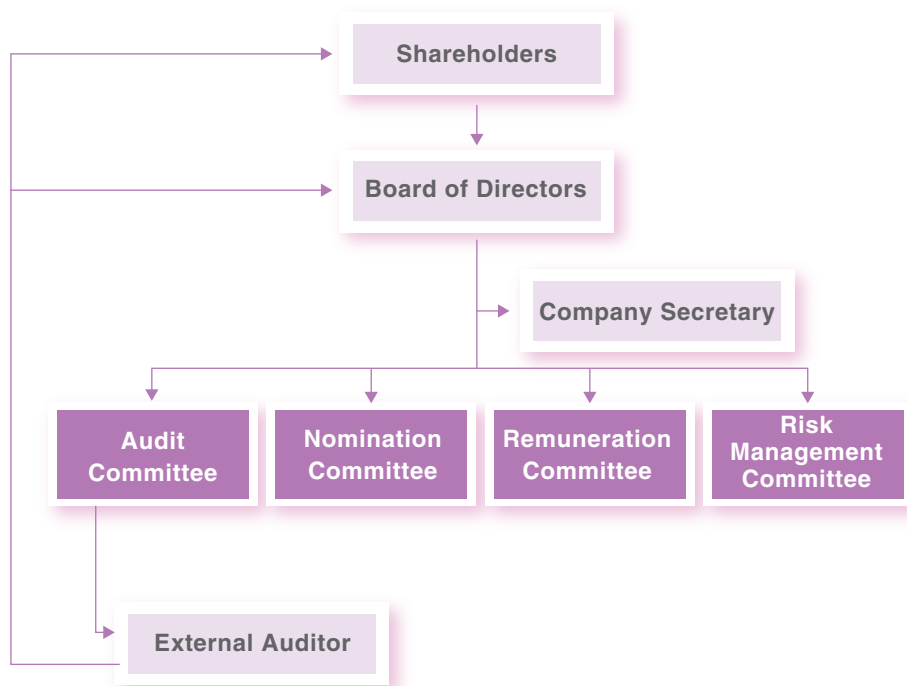 Shareholders
Board of Directors
Company Secretary
Audit
Committee
Nomination
Committee
Remuneration
Committee
Risk
Management
Committee
External Auditor